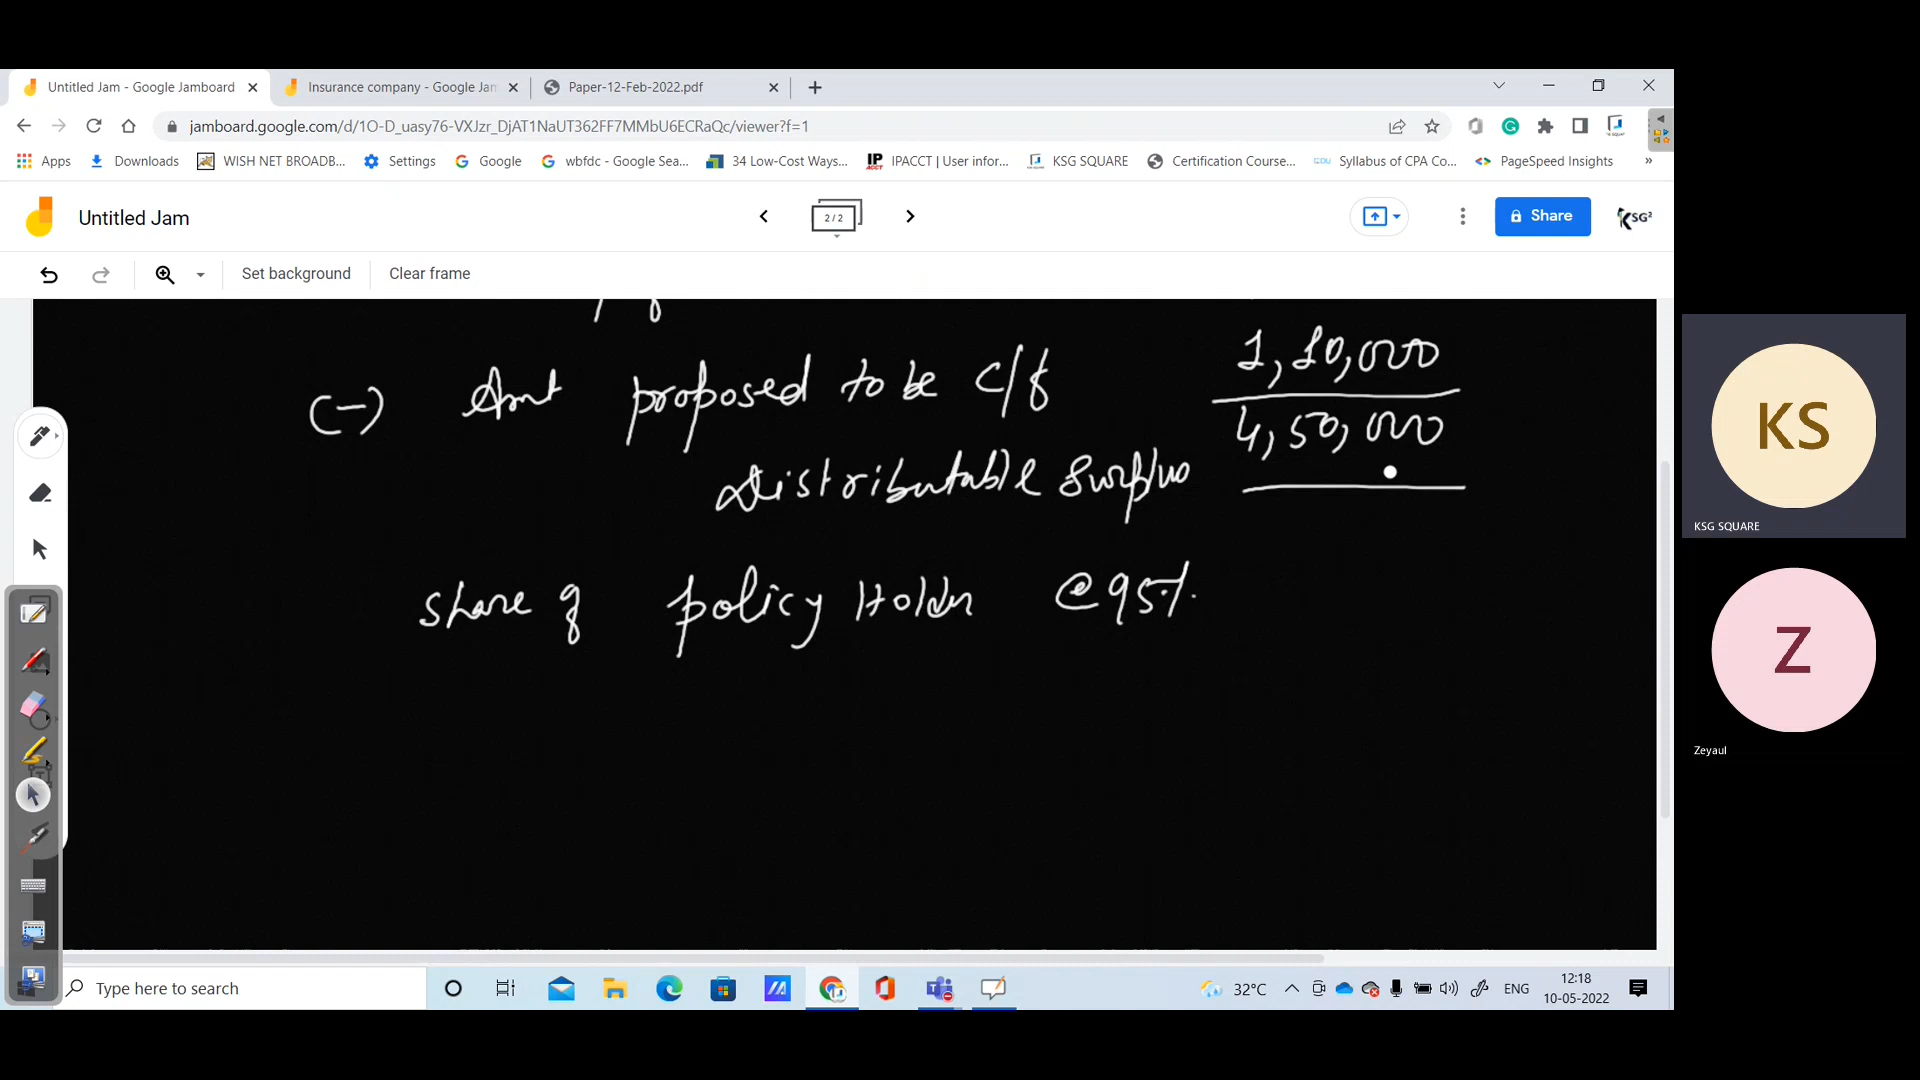 Untitled Jam - Google Jamboard
Insurance company - Google Jan
Paper-12-Feb-2022.pdf
jamboard.google.com/d/1O-D_uasy76-VXJzr_DjAT1NaUT362FF7MMbU6ECRaQc/viewer?f=1
Apps Downloads WISH NET BROADB... Settings Google wbfdc - Google Sea... 34 Low-Cost Ways... IPACCT | User infor... KSG SQUARE Certification Course... Syllabus of CPA Co... PageSpeed Insights »
Untitled Jam
2 / 2
Share
KSG²
Set background Clear frame
1,10,000
(-) Amt proposed to be c/f
4,50,000
Distributable Surplus
Share of policy Holder @95%.
KS
KSG SQUARE
Z
Zeyaul
Type here to search
32°C
ENG
12:18
10-05-2022